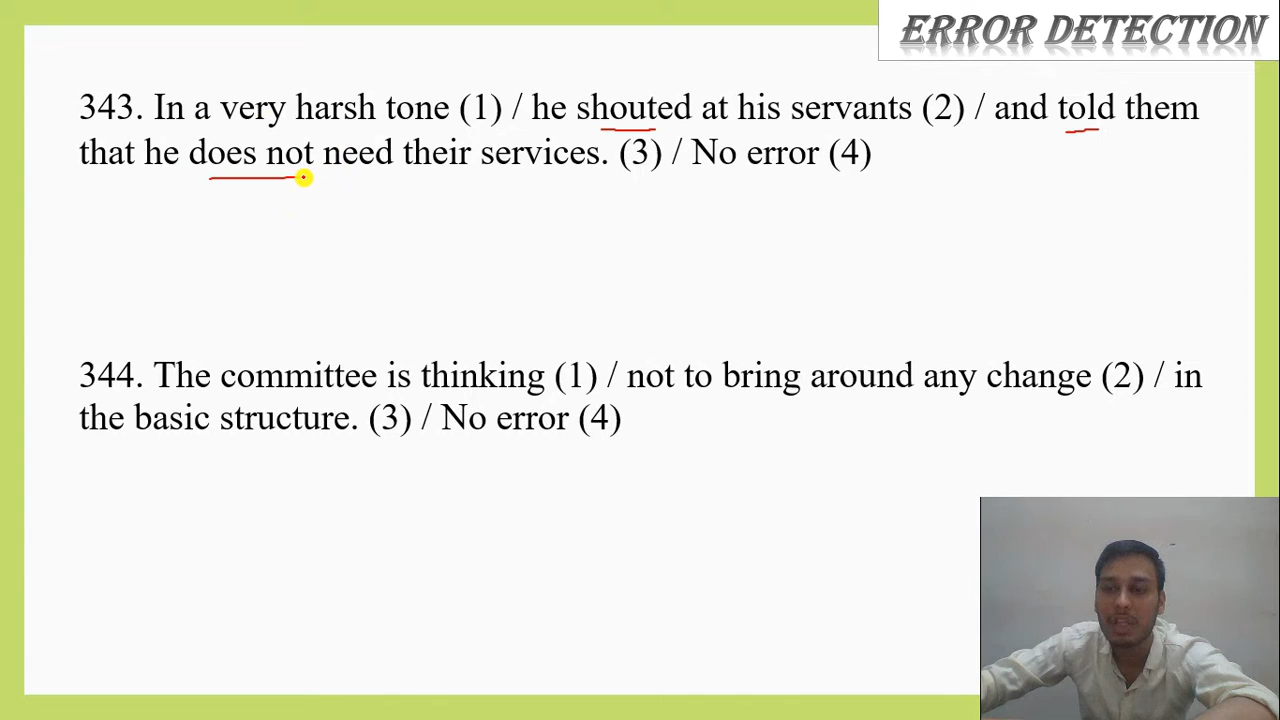 ERROR DETECTION
343. In a very harsh tone (1) / he shouted at his servants (2) / and told them
that he does not need their services. (3) / No error (4)
344. The committee is thinking (1) / not to bring around any change (2) / in
the basic structure. (3) / No error (4)